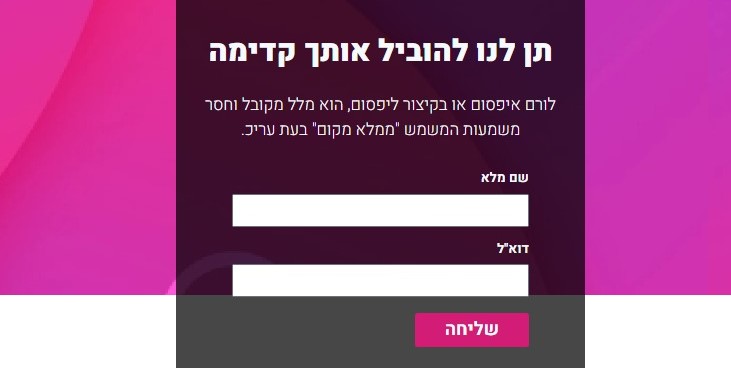 תן לנו להוביל אותך קדימה
לורם איפסום או בקיצור ליפסום, הוא מלל מקובל וחסר
משמעות המשמש "ממלא מקום" בעת עריכ.
שם מלא
דוא"ל
שליחה